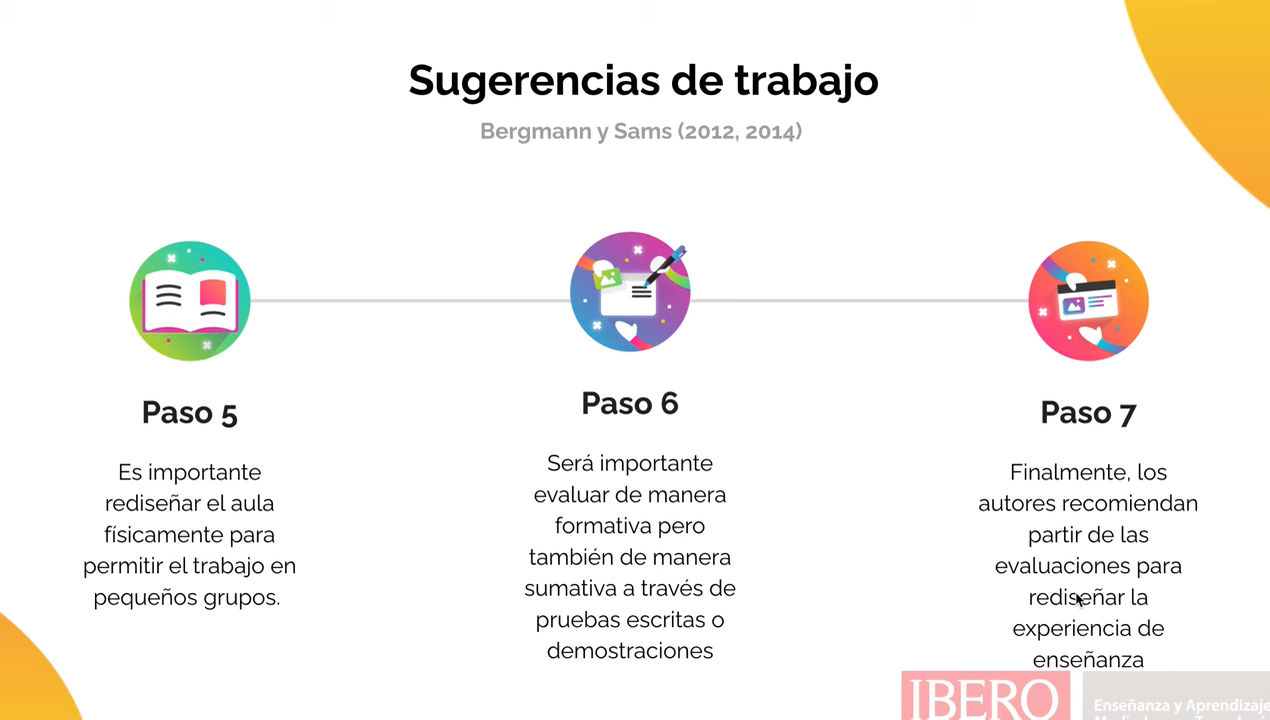 Sugerencias de trabajo
Bergmann y Sams (2012, 2014)
Paso 5
Es importante
rediseñar el aula
físicamente para
permitir el trabajo en
pequeños grupos.
Paso 6
Será importante
evaluar de manera
formativa pero
también de manera
sumativa a través de
pruebas escritas o
demostraciones
Paso 7
Finalmente, los
autores recomiendan
partir de las
evaluaciones para
rediseñar la
experiencia de
enseñanza
IBERO
Enseñanza y Aprendizaje